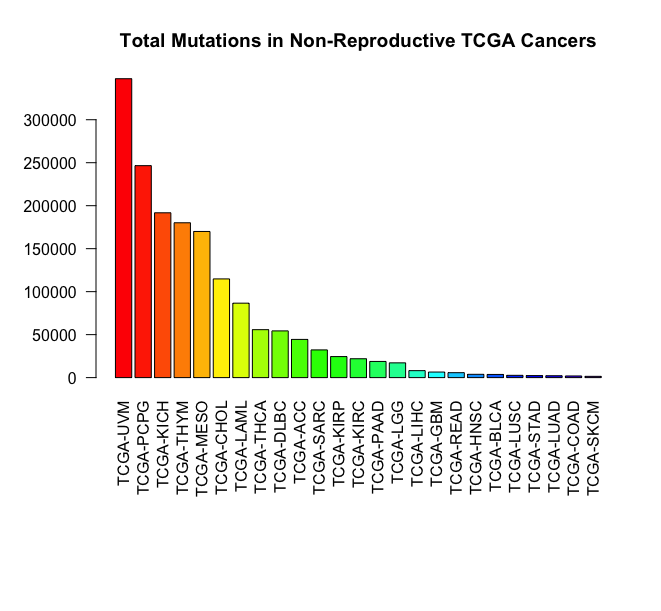 Total Mutations in Non-Reproductive TCGA Cancers
300000
250000
200000
150000
100000
50000
0
TCGA-UVM
TCGA-PCPG
TCGA-KICH
TCGA-THYM
TCGA-MESO
TCGA-CHOL
TCGA-LAML
TCGA-THCA
TCGA-DLBC
TCGA-ACC
TCGA-SARC
TCGA-KIRP
TCGA-KIRC
TCGA-PAAD
TCGA-LGG
TCGA-LIHC
TCGA-GBM
TCGA-READ
TCGA-HNSC
TCGA-BLCA
TCGA-LUSC
TCGA-STAD
TCGA-LUAD
TCGA-COAD
TCGA-SKCM